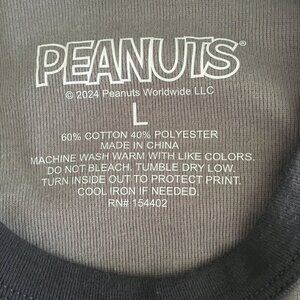 PEANUTS®
© 2024 Peanuts Worldwide LLC
L
60% COTTON 40% POLYESTER
MADE IN CHINA
MACHINE WASH WARM WITH LIKE COLORS.
DO NOT BLEACH. TUMBLE DRY LOW.
TURN INSIDE OUT TO PROTECT PRINT.
COOL IRON IF NEEDED.
RN# 154402